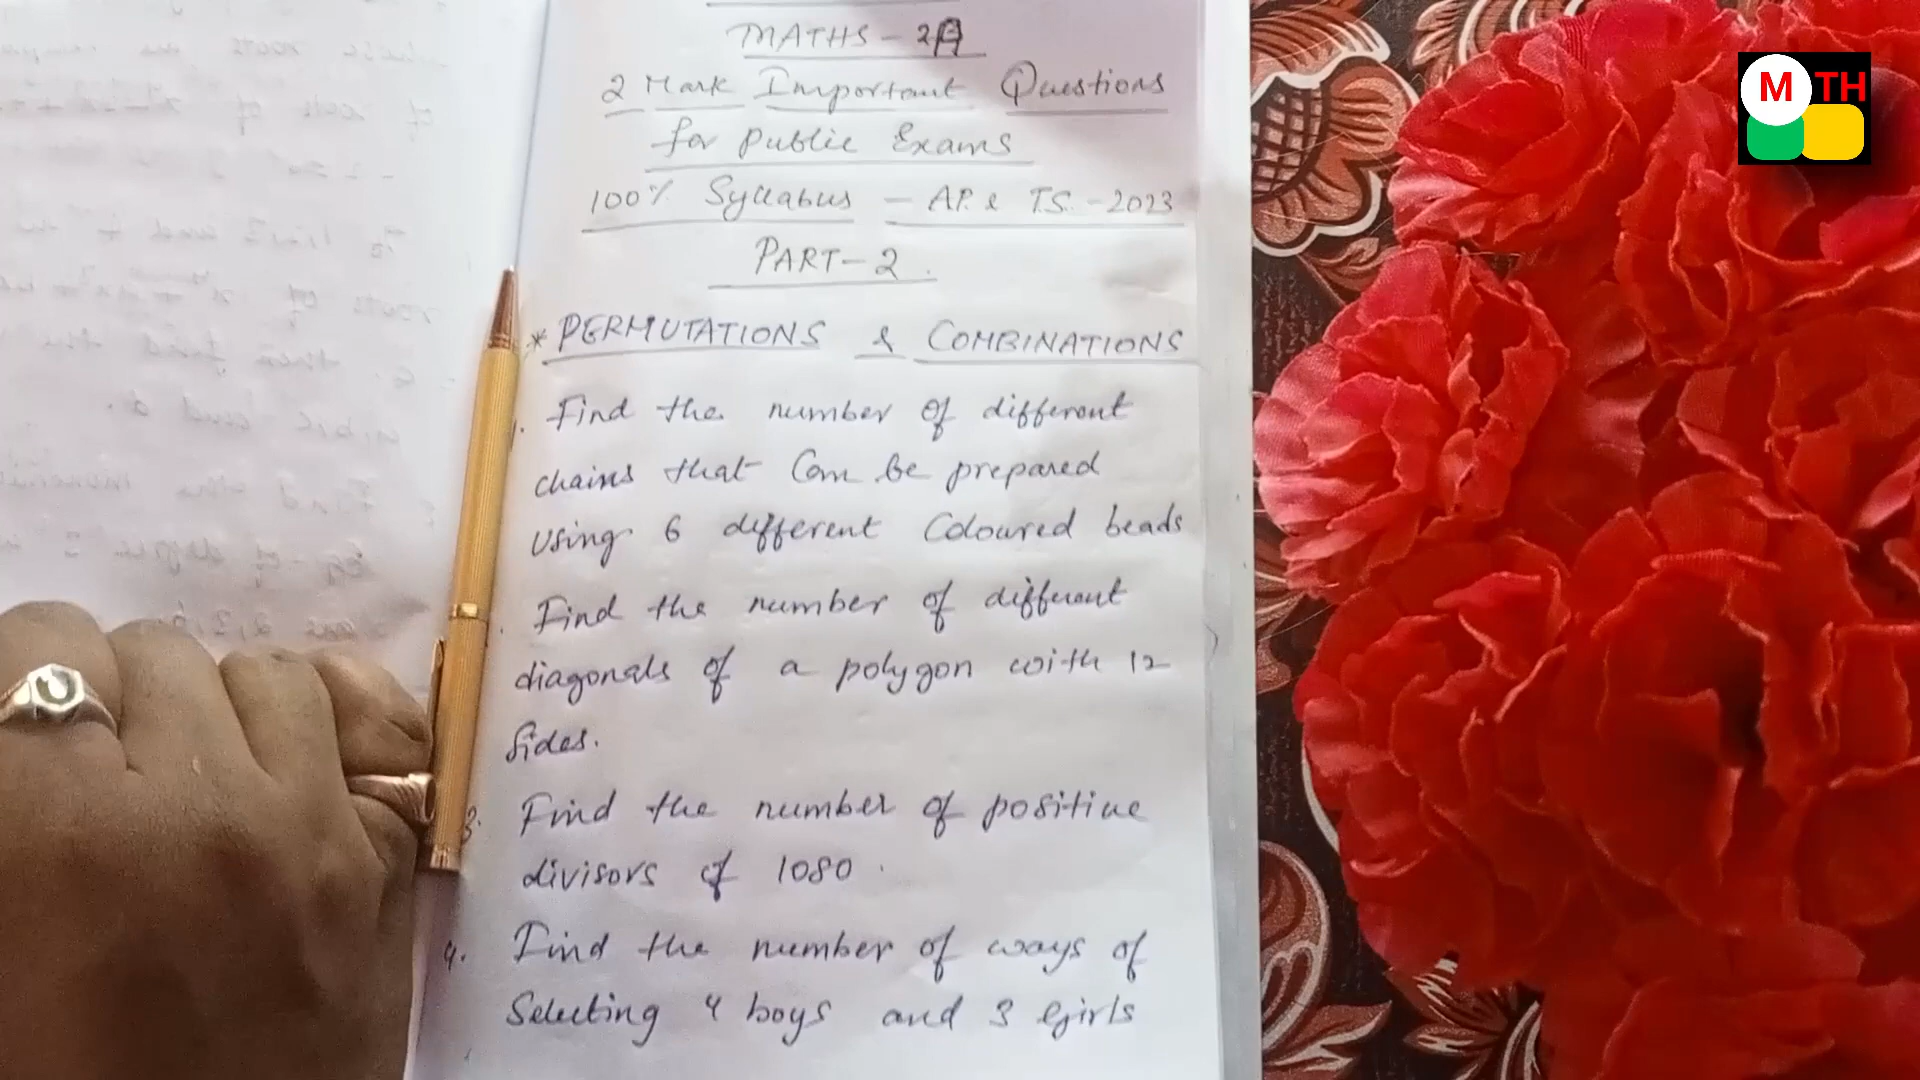 MATHS - 2A
2 Mark Important Questions
for public Exams
100% Syllabus - AP & T.S. - 2023
PART-2.
* PERMUTATIONS & COMBINATIONS
1. Find the number of different
chains that Can be prepared
using 6 different Coloured beads
Find the number of different
diagonals of a polygon with 12
Sides.
3. Find the number of positive
divisors of 1080.
4. Find the number of ways of
Selecting 4 boys and 3 Girls
M TH